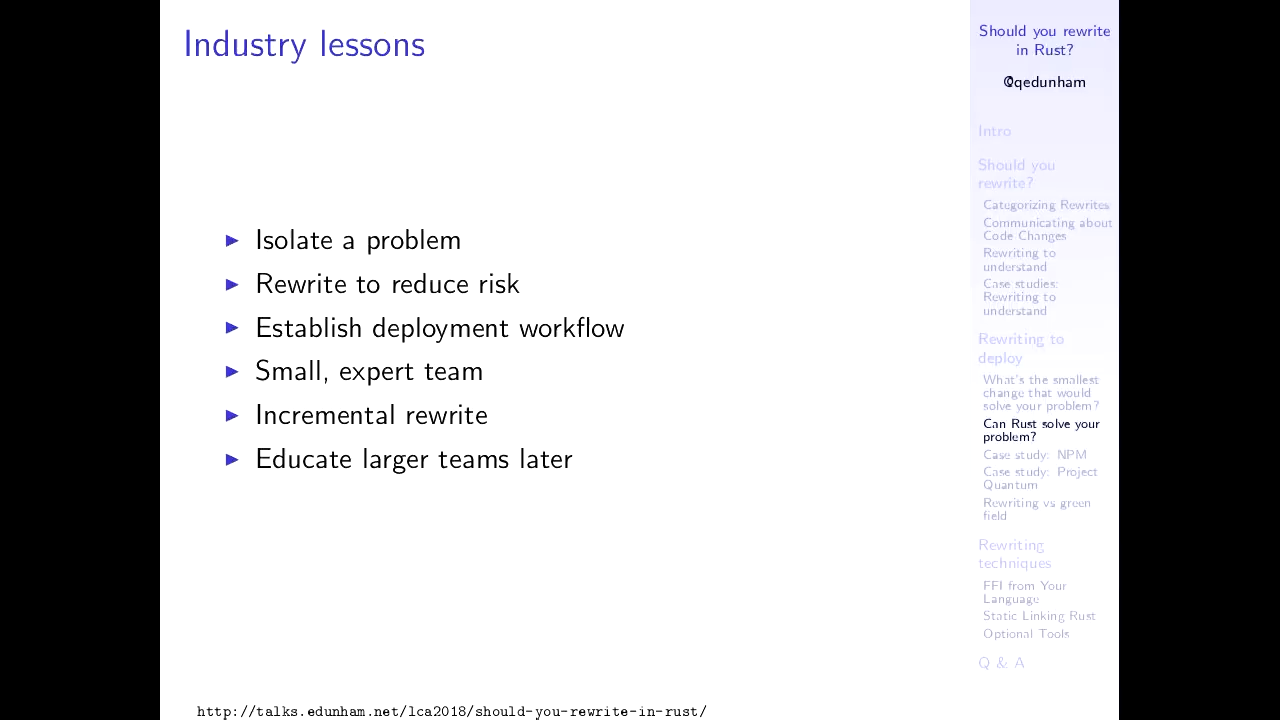 Industry lessons
Isolate a problem
Rewrite to reduce risk
Establish deployment workflow
Small, expert team
Incremental rewrite
Educate larger teams later
http://talks.edunham.net/lca2018/should-you-rewrite-in-rust/
Should you rewrite
in Rust?
@qedunham
Intro
Should you
rewrite?
Categorizing Rewrites
Communicating about
Code Changes
Rewriting to
understand
Case studies:
Rewriting to
understand
Rewriting to
deploy
What's the smallest
change that would
solve your problem?
Can Rust solve your
problem?
Case study: NPM
Case study: Project
Quantum
Rewriting vs green
field
Rewriting
techniques
FFI from Your
Language
Static Linking Rust
Optional Tools
Q & A